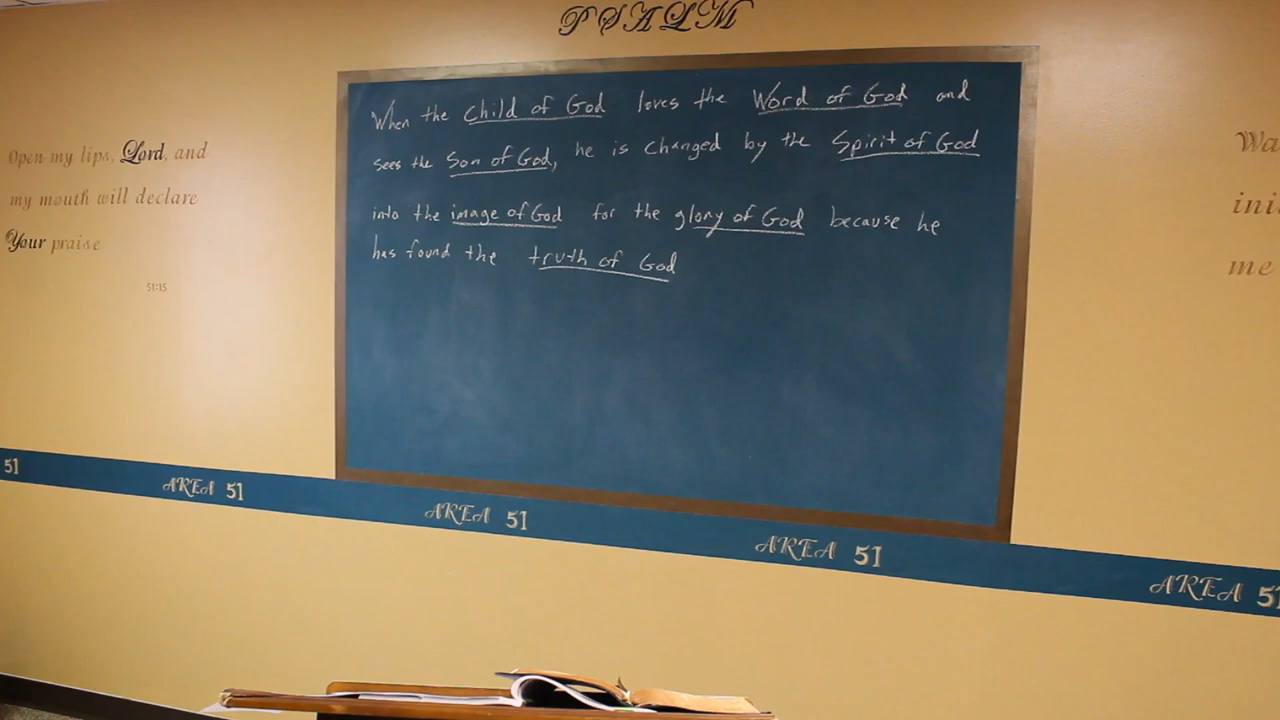 PSALM
Open my lips, Lord, and
my mouth will declare
Your praise
51:15
When the Child of God loves the Word of God and
sees the Son of God, he is changed by the Spirit of God
into the image of God for the glory of God because he
has found the truth of God
ini
me
51
AREA 51
AREA 51
AREA 51
AREA 51